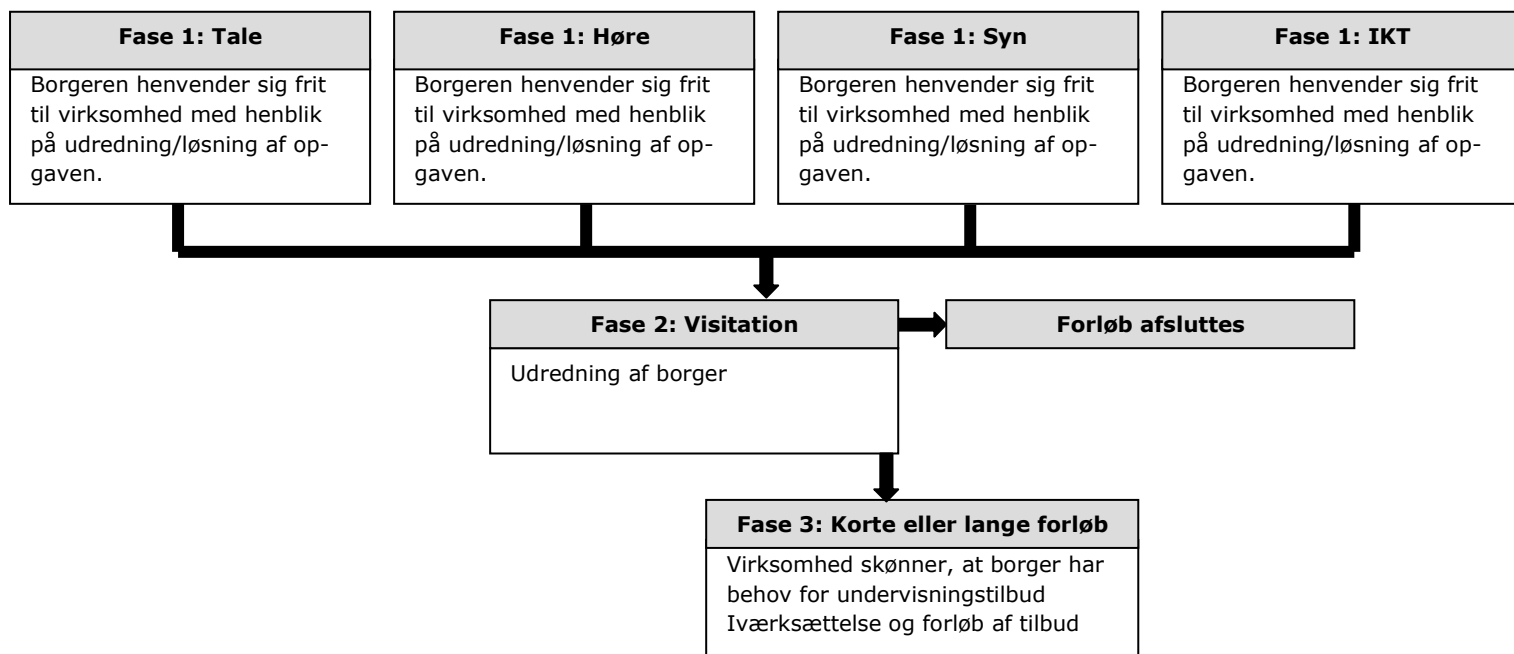 Fase 1: Tale
Borgeren henvender sig frit
til virksomhed med henblik
på udredning/løsning af op-
gaven.
Fase 1: Høre
Borgeren henvender sig frit
til virksomhed med henblik
på udredning/løsning af op-
gaven.
Fase 1: Syn
Borgeren henvender sig frit
til virksomhed med henblik
på udredning/løsning af op-
gaven.
Fase 1: IKT
Borgeren henvender sig frit
til virksomhed med henblik
på udredning/løsning af op-
gaven.
Fase 2: Visitation
Udredning af borger
Forløb afsluttes
Fase 3: Korte eller lange forløb
Virksomhed skønner, at borger har
behov for undervisningstilbud
Iværksættelse og forløb af tilbud